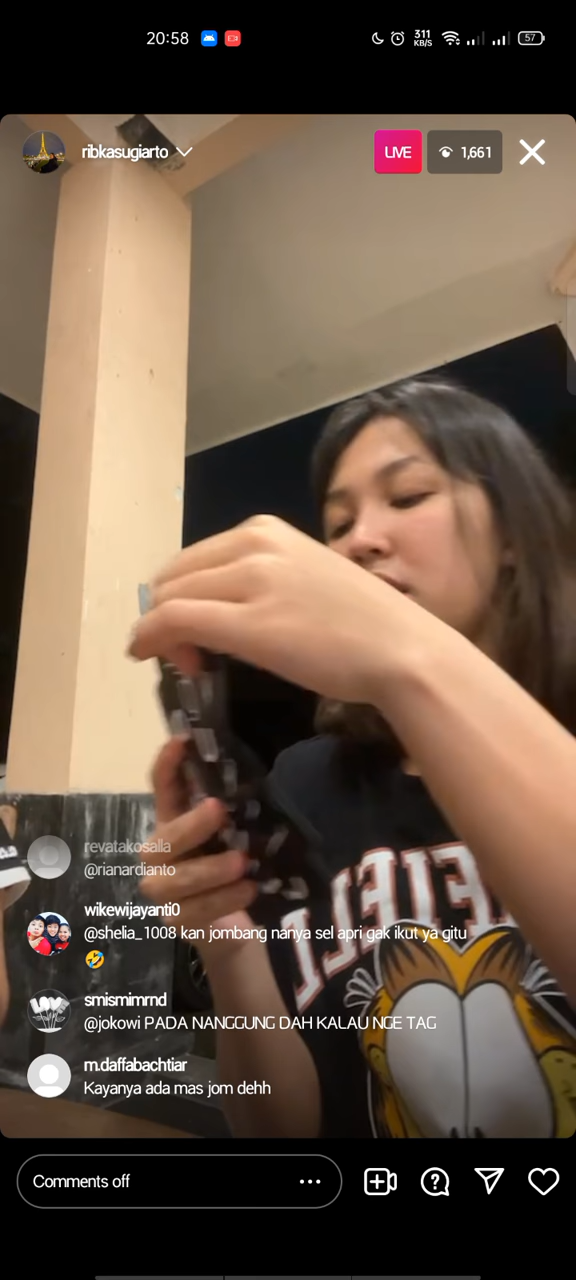 20:58
311
KB/S
57
ribkasugiarto
LIVE
1,661
revatakosalla
@rianardianto
wikewijayanti0
@shelia_1008 kan jombang nanya sel apri gak ikut ya gitu
🤣
smismimrnd
@jokowi PADA NANGGUNG DAH KALAU NGE TAG
m.daffabachtiar
Kayanya ada mas jom dehh
Comments off